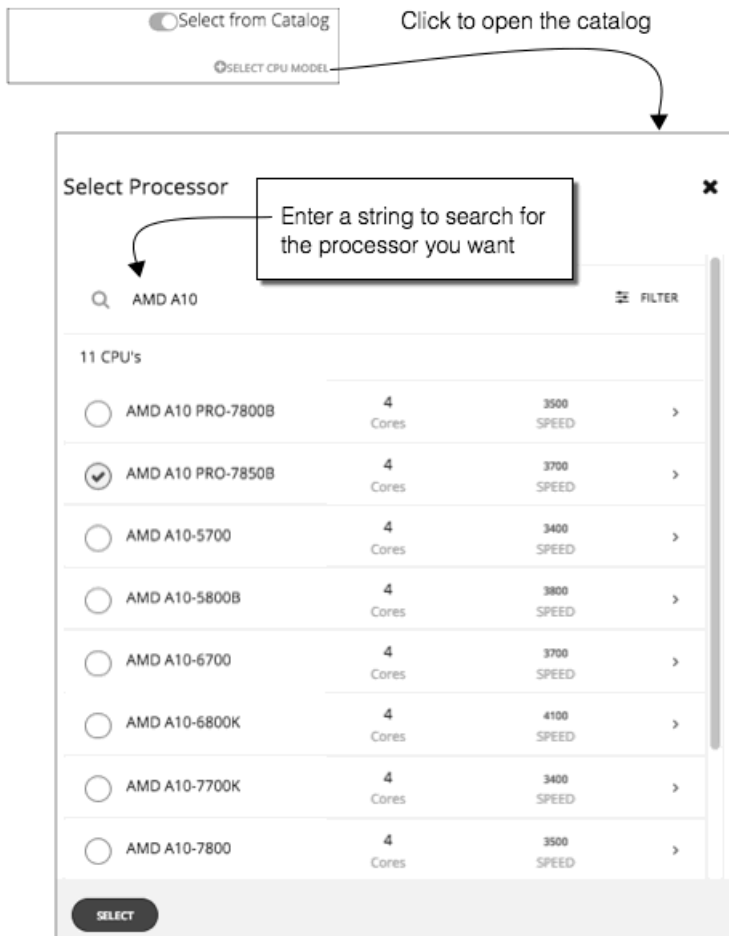 Select from Catalog
Click to open the catalog
SELECT CPU MODEL
Select Processor
Enter a string to search for
the processor you want
AMD A10
FILTER
11 CPU's
AMD A10 PRO-7800B
4
Cores
3500
SPEED
AMD A10 PRO-7850B
4
Cores
3700
SPEED
AMD A10-5700
4
Cores
3400
SPEED
AMD A10-5800B
4
Cores
3800
SPEED
AMD A10-6700
4
Cores
3700
SPEED
AMD A10-6800K
4
Cores
4100
SPEED
AMD A10-7700K
4
Cores
3400
SPEED
AMD A10-7800
4
Cores
3500
SPEED
SELECT